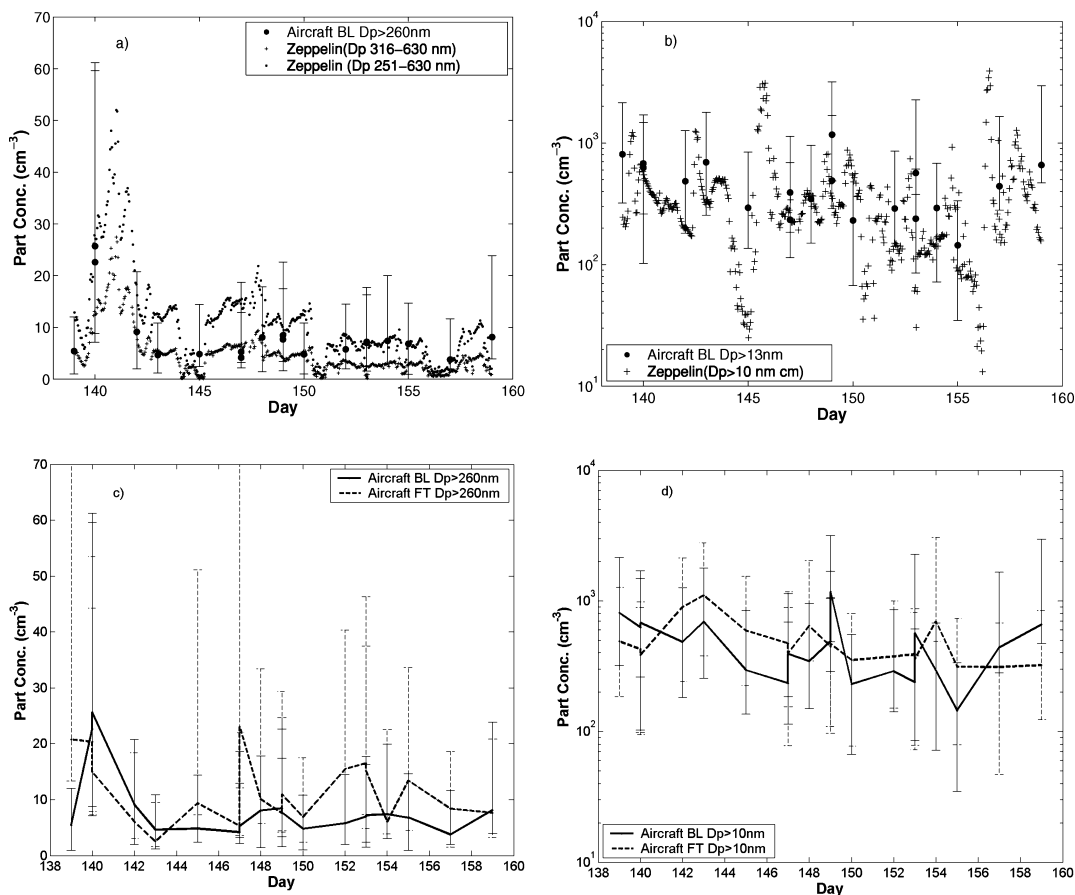 70
60
50
40
30
20
10
0
Part Conc. (cm⁻³)
a)
Aircraft BL Dp>260nm
Zeppelin(Dp 316−630 nm)
Zeppelin (Dp 251−630 nm)
140
145
150
155
160
Day
10⁴
10³
10²
10¹
Part Conc. (cm⁻³)
b)
Aircraft BL Dp>13nm
Zeppelin(Dp>10 nm cm)
140
145
150
155
160
Day
70
60
50
40
30
20
10
0
Part Conc. (cm⁻³)
c)
Aircraft BL Dp>260nm
Aircraft FT Dp>260nm
138 140 142 144 146 148 150 152 154 156 158 160
Day
10⁴
10³
10²
10¹
Part Conc. (cm⁻³)
d)
Aircraft BL Dp>10nm
Aircraft FT Dp>10nm
138 140 142 144 146 148 150 152 154 156 158 160
Day